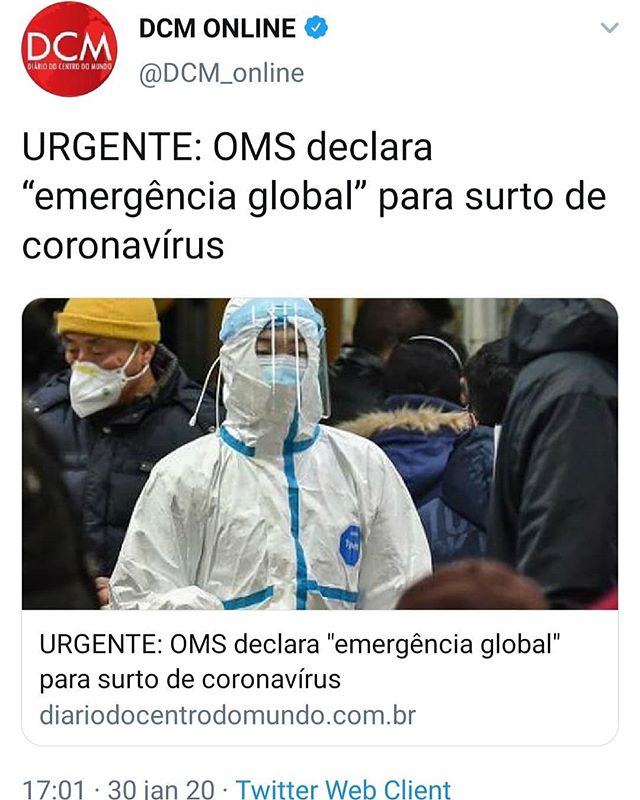 DCM
DIÁRIO DO CENTRO DO MUNDO
DCM ONLINE
@DCM_online
URGENTE: OMS declara
“emergência global” para surto de
coronavírus
URGENTE: OMS declara "emergência global"
para surto de coronavírus
diariodocentrodomundo.com.br
17:01 · 30 jan 20 · Twitter Web Client